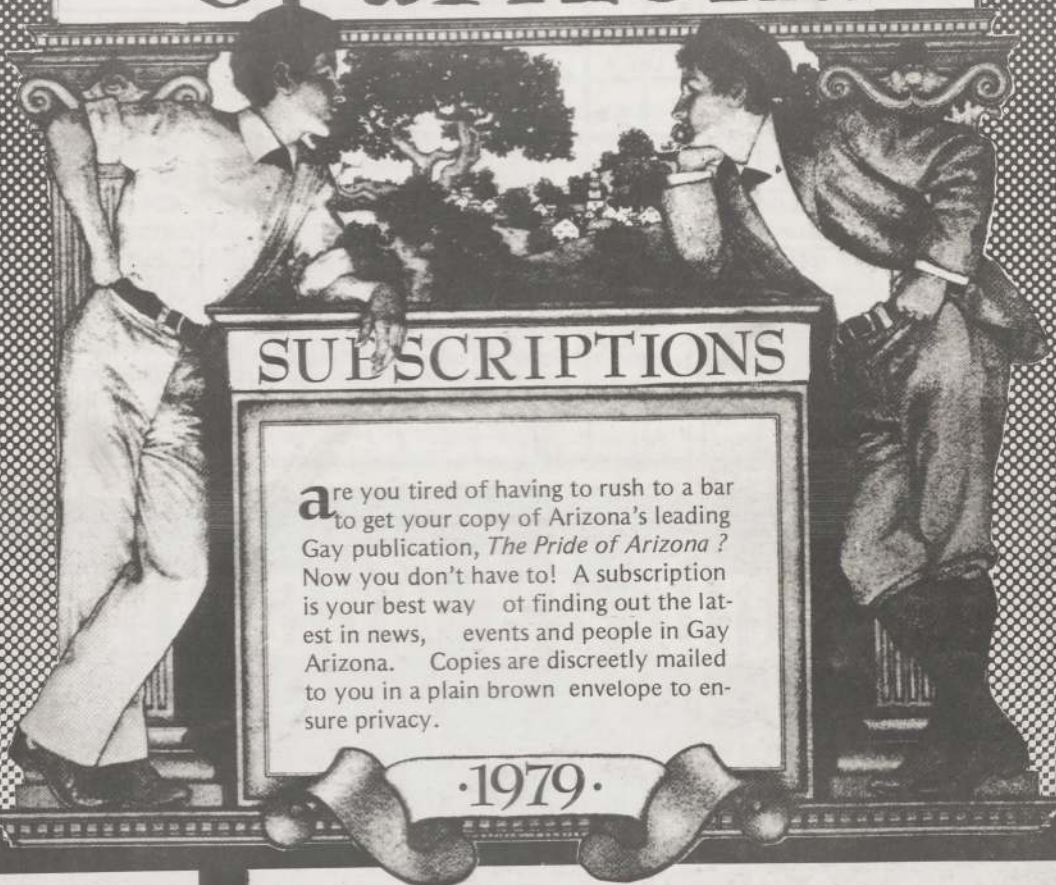 SUBSCRIPTIONS
are you tired of having to rush to a bar
to get your copy of Arizona's leading
Gay publication, The Pride of Arizona ?
Now you don't have to! A subscription
is your best way of finding out the lat-
est in news, events and people in Gay
Arizona. Copies are discreetly mailed
to you in a plain brown envelope to en-
sure privacy.
·1979·